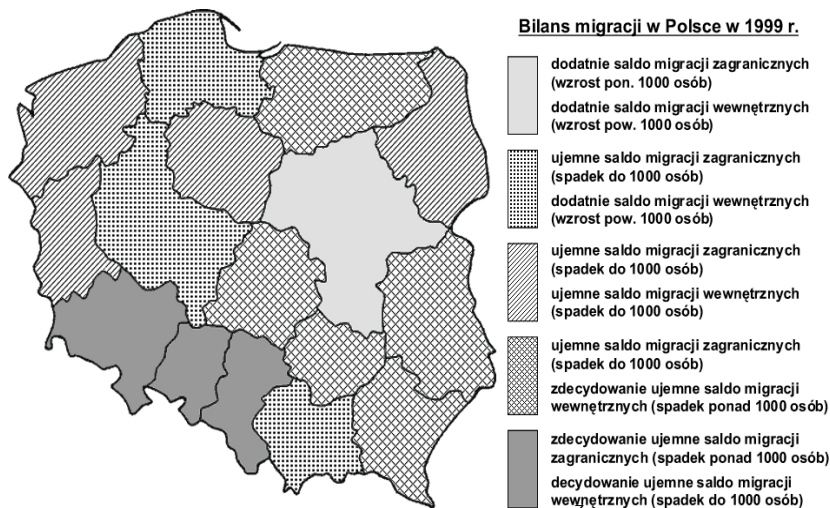 Bilans migracji w Polsce w 1999 r.
dodatnie saldo migracji zagranicznych
(wzrost pon. 1000 osób)
dodatnie saldo migracji wewnętrznych
(wzrost pow. 1000 osób)
ujemne saldo migracji zagranicznych
(spadek do 1000 osób)
dodatnie saldo migracji wewnętrznych
(wzrost pow. 1000 osób)
ujemne saldo migracji zagranicznych
(spadek do 1000 osób)
ujemne saldo migracji wewnętrznych
(spadek do 1000 osób)
ujemne saldo migracji zagranicznych
(spadek do 1000 osób)
zdecydowanie ujemne saldo migracji
wewnętrznych (spadek ponad 1000 osób)
zdecydowanie ujemne saldo migracji
zagranicznych (spadek ponad 1000 osób)
decydowanie ujemne saldo migracji
wewnętrznych (spadek do 1000 osób)